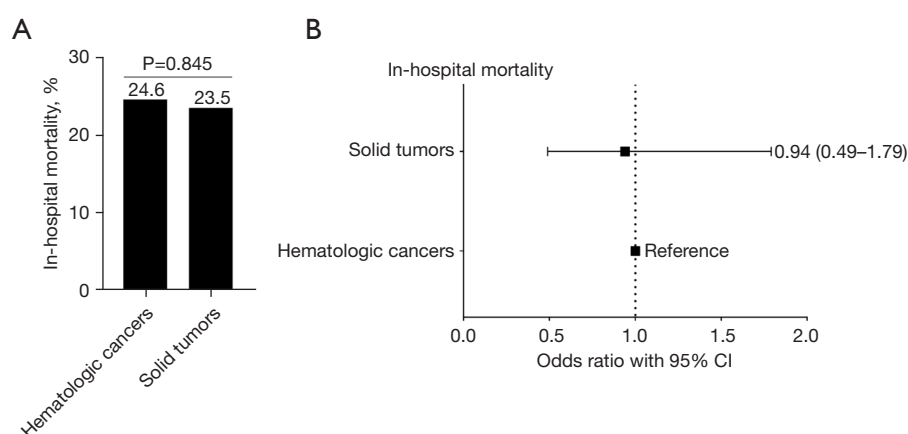 A
In-hospital mortality, %
30
20
10
0
P=0.845
24.6
23.5
Hematologic cancers
Solid tumors
B
In-hospital mortality
Solid tumors
0.94 (0.49–1.79)
Hematologic cancers
Reference
0.0
0.5
1.0
1.5
2.0
Odds ratio with 95% CI